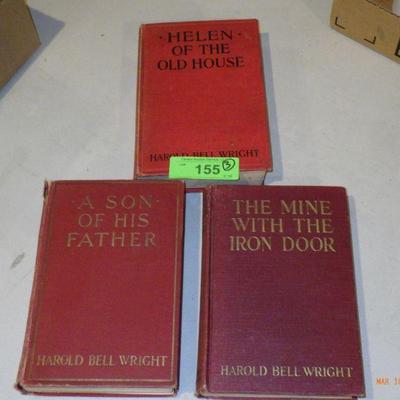 · HELEN ·
OF THE
OLD HOUSE
HAROLD BELL WRIGHT
155
3
· A SON ·
OF HIS
FATHER
HAROLD BELL WRIGHT
THE MINE
WITH THE
IRON DOOR
HAROLD BELL WRIGHT
MAR